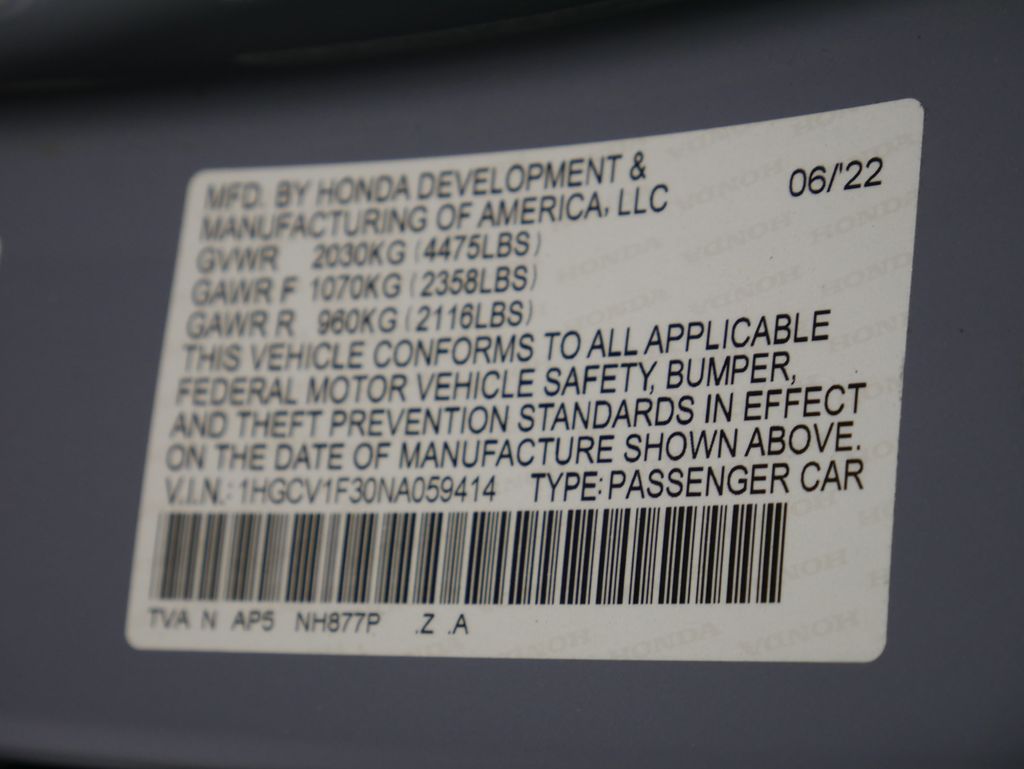 MFD. BY HONDA DEVELOPMENT &
MANUFACTURING OF AMERICA, LLC 06/'22
GVWR 2030KG (4475LBS)
GAWR F 1070KG (2358LBS)
GAWR R 960KG (2116LBS)
THIS VEHICLE CONFORMS TO ALL APPLICABLE
FEDERAL MOTOR VEHICLE SAFETY, BUMPER,
AND THEFT PREVENTION STANDARDS IN EFFECT
ON THE DATE OF MANUFACTURE SHOWN ABOVE.
V.I.N.: 1HGCV1F30NA059414 TYPE: PASSENGER CAR
TVA N AP5 NH877P .Z .A